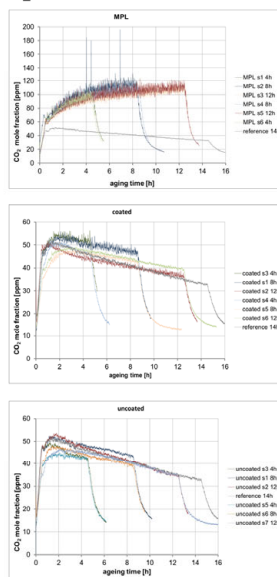 MPL
200
180
160
140
120
100
80
60
40
20
0
CO2 mole fraction [ppm]
0 2 4 6 8 10 12 14 16
aging time [h]
MPL s1 4h
MPL s2 8h
MPL s3 12h
MPL s4 8h
MPL s5 12h
MPL s6 4h
reference 14h
coated
60
50
40
30
20
10
0
CO2 mole fraction [ppm]
0 2 4 6 8 10 12 14 16
ageing time [h]
coated s3 4h
coated s1 8h
coated s2 12
coated s4 4h
coated s5 8h
coated s6 12
reference 14h
uncoated
60
50
40
30
20
10
0
CO2 mole fraction [ppm]
0 2 4 6 8 10 12 14 16
ageing time [h]
uncoated s3 4h
uncoated s1 8h
uncoated s2 12
reference 14h
uncoated s5 4h
uncoated s6 8h
uncoated s7 12